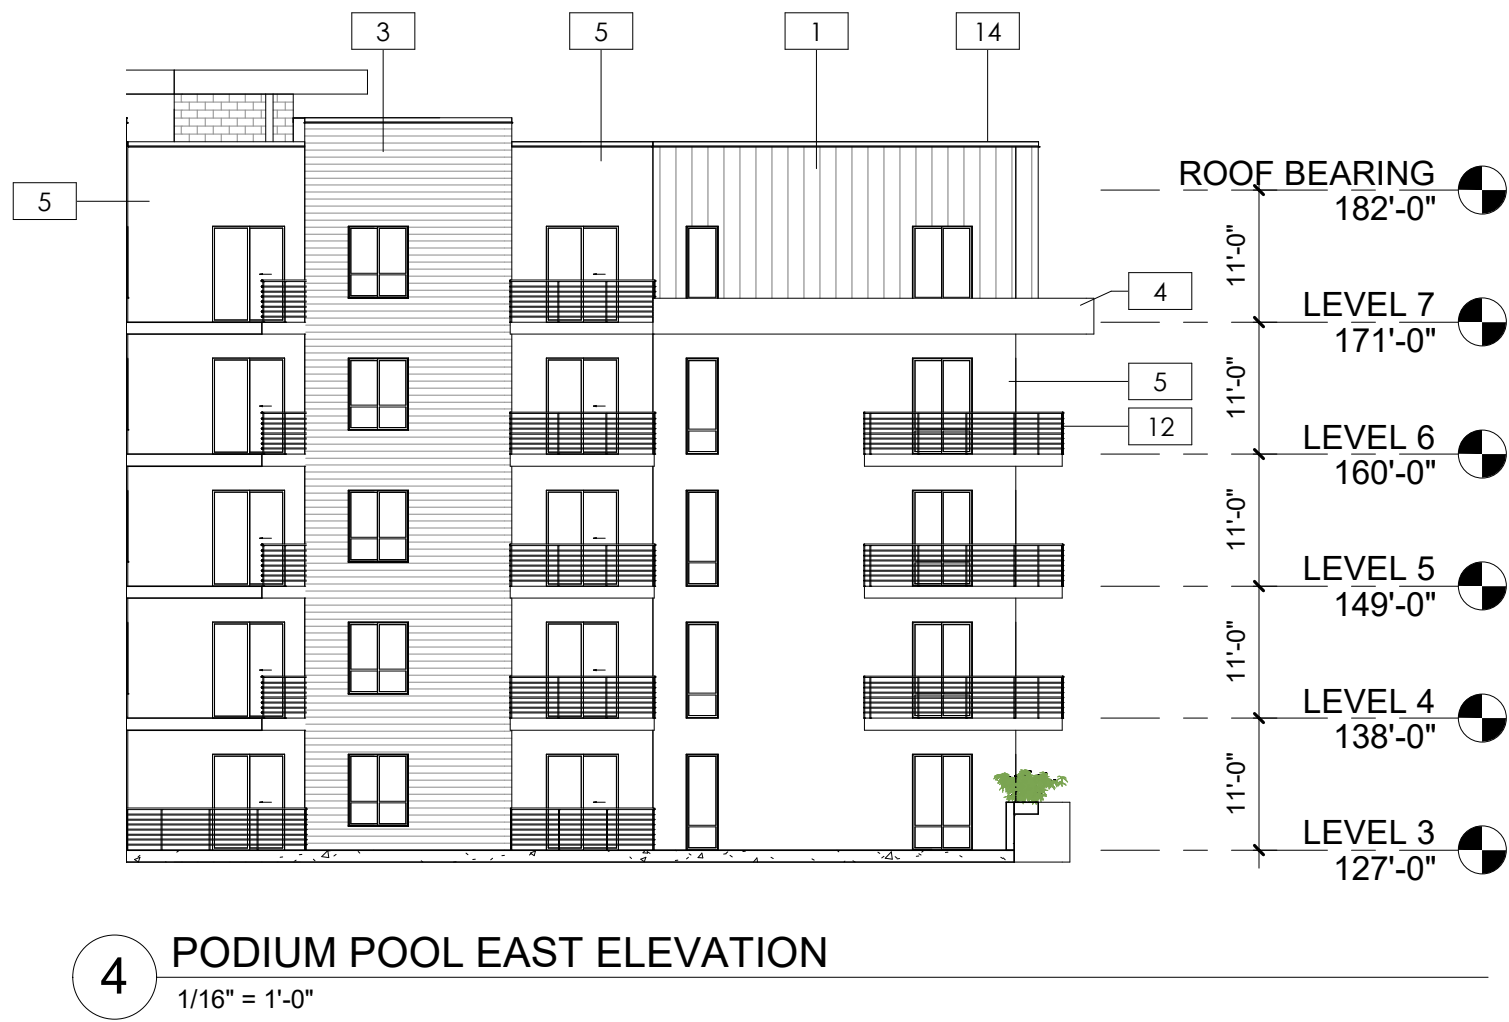 3
5
1
14
5
ROOF BEARING
182'-0"
11'-0"
4
LEVEL 7
171'-0"
11'-0"
5
12
LEVEL 6
160'-0"
11'-0"
LEVEL 5
149'-0"
11'-0"
LEVEL 4
138'-0"
11'-0"
LEVEL 3
127'-0"
4
PODIUM POOL EAST ELEVATION
1/16" = 1'-0"